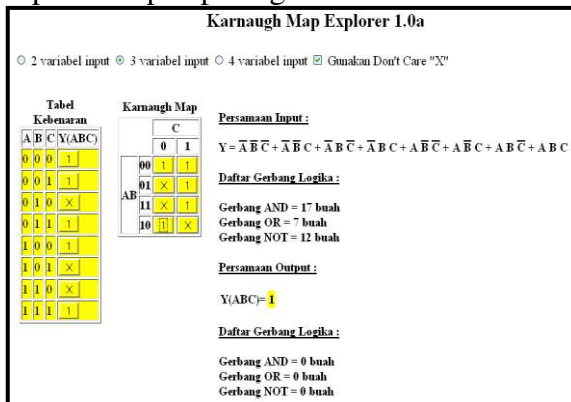 Karnaugh Map Explorer 1.0a
2 variabel input 3 variabel input 4 variabel input Gunakan Don't Care "X"
Tabel Kebenaran
A B C Y(ABC)
0 0 0 1
0 0 1 1
0 1 0 X
0 1 1 1
1 0 0 1
1 0 1 X
1 1 0 X
1 1 1 1
Karnaugh Map
C
0 1
AB
00 1 1
01 X 1
11 X 1
10 1 X
Persamaan Input :
Y = A̅ B̅ C̅ + A̅ B̅ C + A̅ B C̅ + A̅ B C + A B̅ C̅ + A B̅ C + A B C̅ + A B C
Daftar Gerbang Logika :
Gerbang AND = 17 buah
Gerbang OR = 7 buah
Gerbang NOT = 12 buah
Persamaan Output :
Y(ABC)= 1
Daftar Gerbang Logika :
Gerbang AND = 0 buah
Gerbang OR = 0 buah
Gerbang NOT = 0 buah